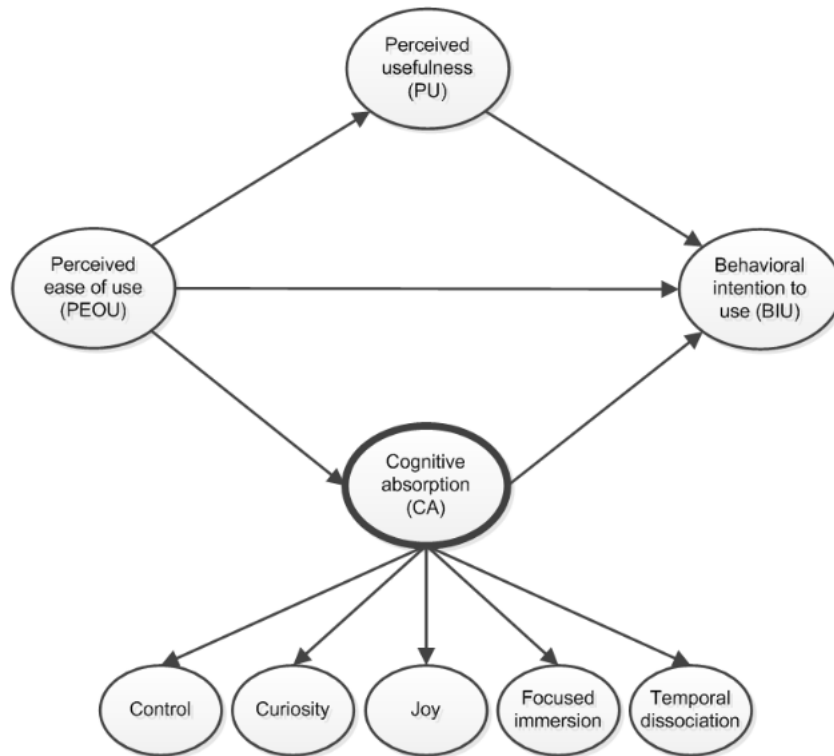 Perceived
usefulness
(PU)
Perceived
ease of use
(PEOU)
Behavioral
intention to
use (BIU)
Cognitive
absorption
(CA)
Control
Curiosity
Joy
Focused
immersion
Temporal
dissociation